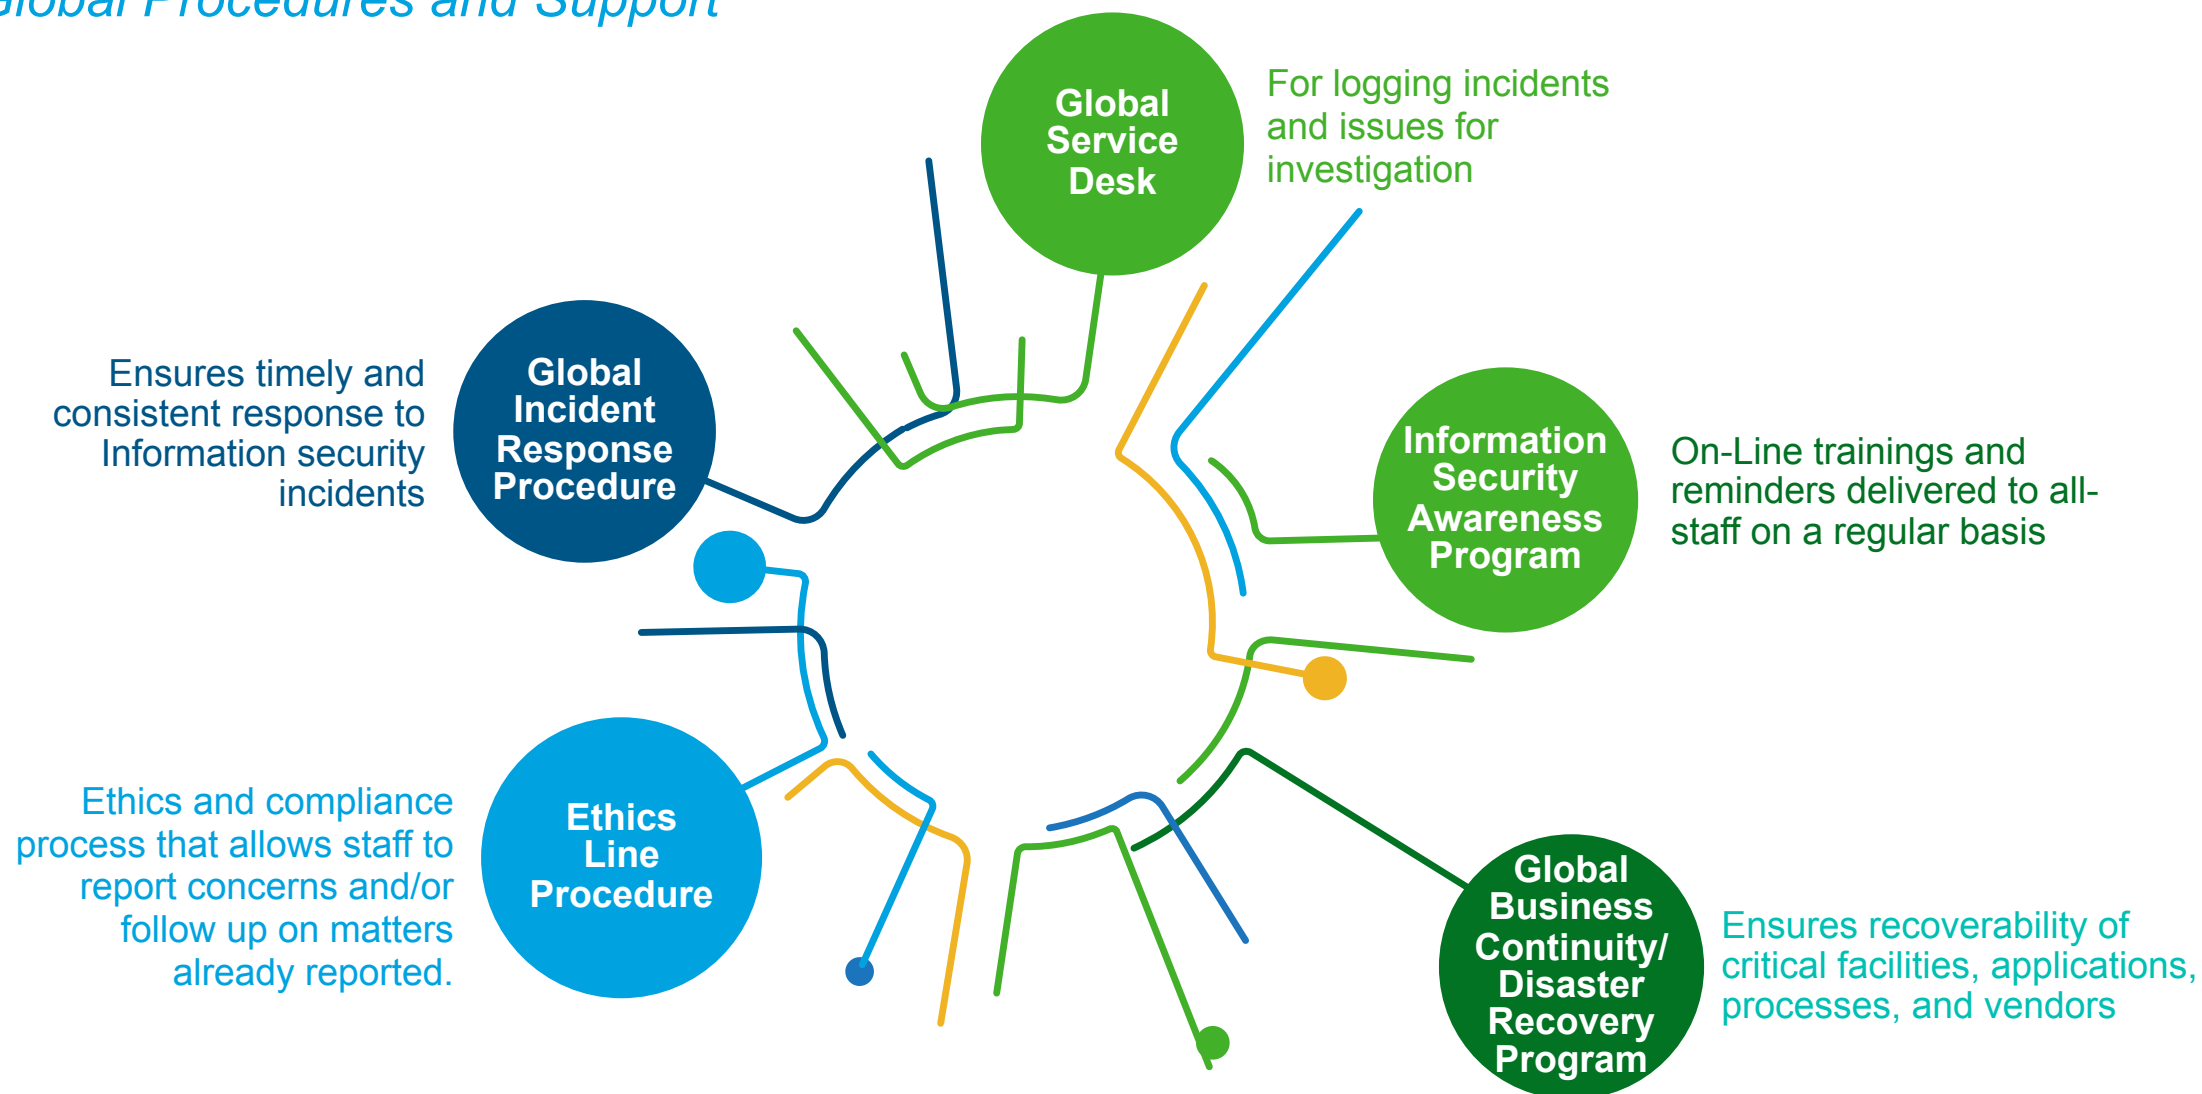 Global Procedures and Support
Global
Service
Desk
For logging incidents
and issues for
investigation
Global
Incident
Response
Procedure
Ensures timely and
consistent response to
Information security
incidents
Information
Security
Awareness
Program
On-Line trainings and
reminders delivered to all-
staff on a regular basis
Ethics
Line
Procedure
Ethics and compliance
process that allows staff to
report concerns and/or
follow up on matters
already reported.
Global
Business
Continuity/
Disaster
Recovery
Program
Ensures recoverability of
critical facilities, applications,
processes, and vendors